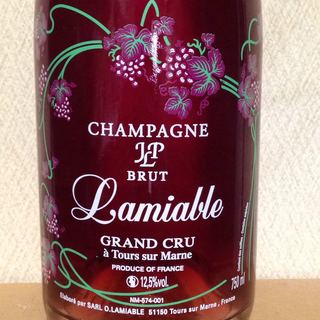 CHAMPAGNE
JLP
BRUT
Lamiable
GRAND CRU
à Tours sur Marne
PRODUCE OF FRANCE
12,5%vol.
750 ml
NM-574-001
Elaboré par SARL O.LAMIABLE 51150 Tours sur Marne , France